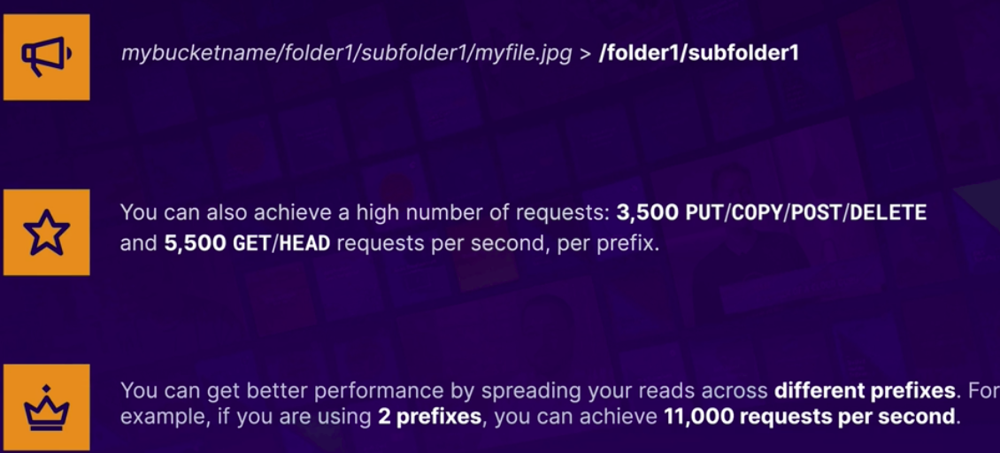 mybucketname/folder1/subfolder1/myfile.jpg > /folder1/subfolder1
You can also achieve a high number of requests: 3,500 PUT/COPY/POST/DELETE
and 5,500 GET/HEAD requests per second, per prefix.
You can get better performance by spreading your reads across different prefixes. For
example, if you are using 2 prefixes, you can achieve 11,000 requests per second.